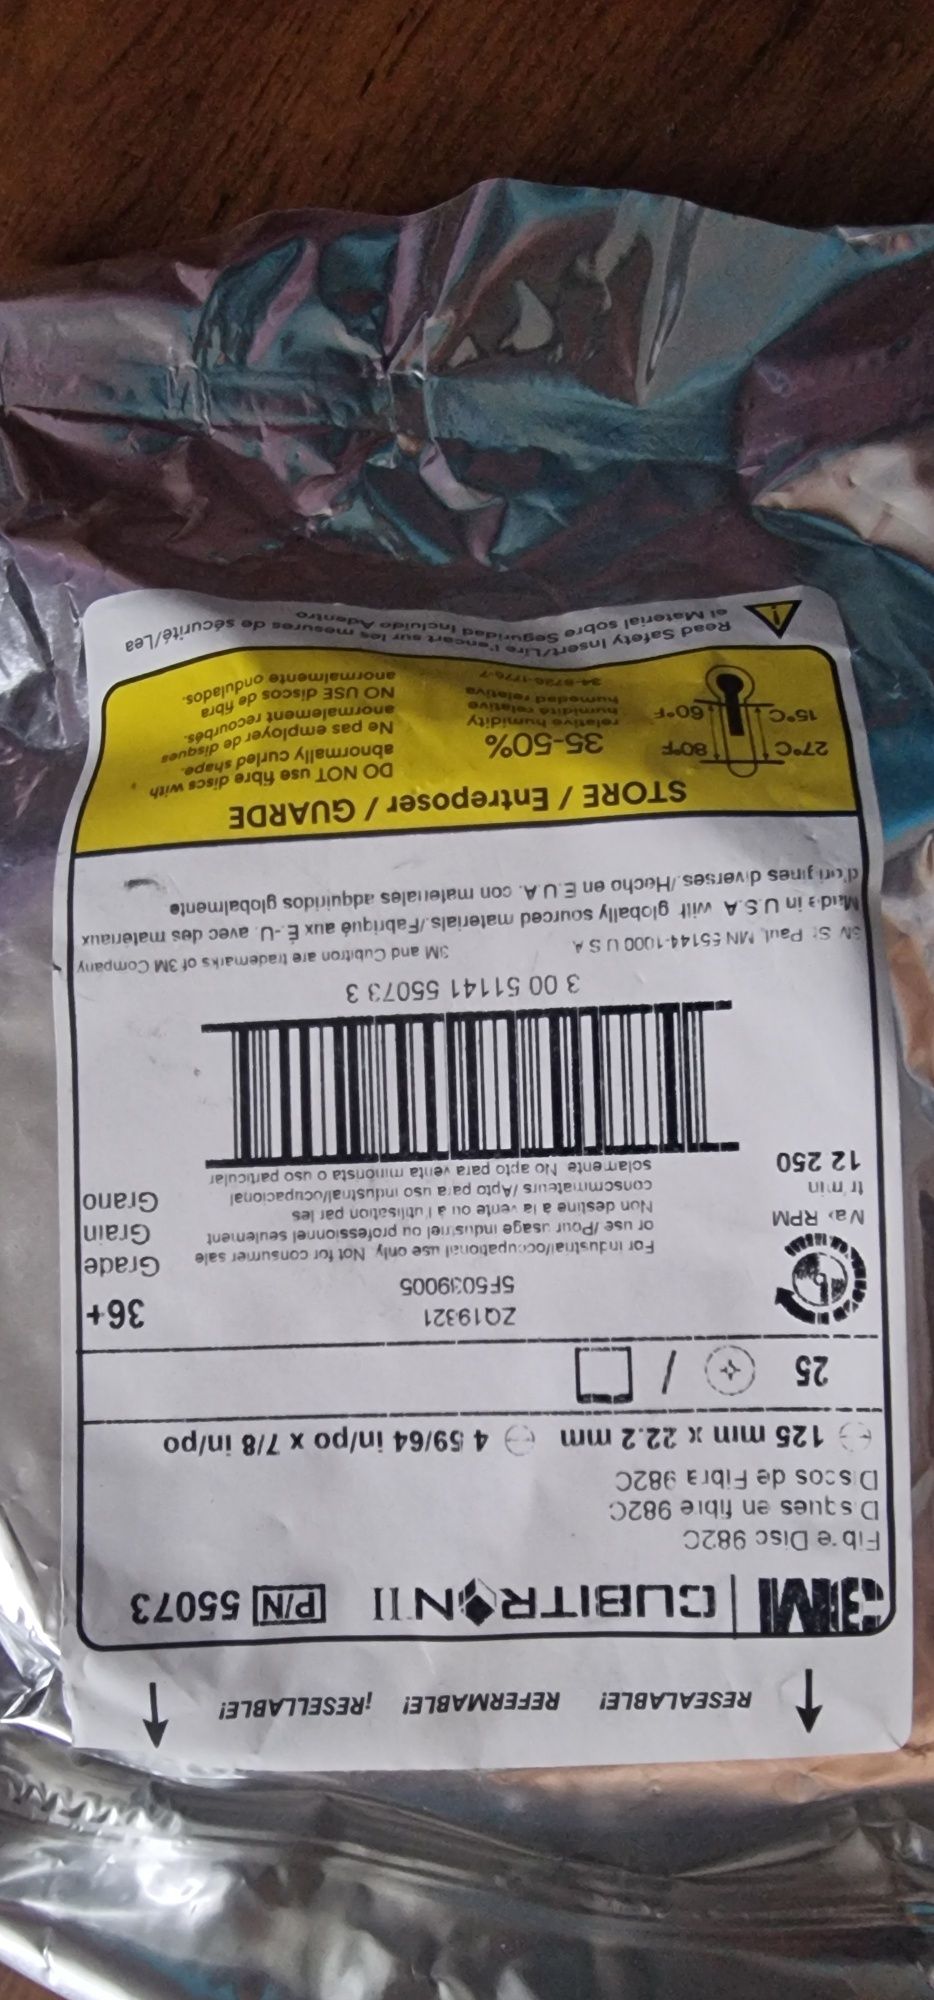 RESEALABLE! REFERMABLE! ¡RESELLABLE!
3M | CUBITRON II P/N 55073
Fibre Disc 982C
Disques en fibre 982C
Discos de Fibra 982C
125 mm x 22.2 mm 4 59/64 in/po x 7/8 in/po
25 /
ZQ19321
5F5039005
36+
Grade
Grain
Grano
Max RPM
tr/min
12 250
For industrial/occupational use only. Not for consumer sale
or use./Pour usage industriel ou professionnel seulement.
Non destiné à la vente ou à l'utilisation par les
consommateurs./Apto para uso industrial/ocupacional
solamente. No apto para venta minorista o uso particular
3 00 51141 55073 3
3M St. Paul, MN 55144-1000 U.S.A.
3M and Cubitron are trademarks of 3M Company
Made in U.S.A. with globally sourced materials./Fabriqué aux É.-U. avec des matériaux
d'origines diverses./Hecho en E.U.A. con materiales adquiridos globalmente
STORE / Entreposer / GUARDE
27°C 80°F
15°C 60°F
35-50%
relative humidity
humidité relative
humedad relativa
DO NOT use fibre discs with
abnormally curled shape.
Ne pas employer de disques
anormalement recourbés.
NO USE discos de fibra
anormalmente ondulados.
Read Safety Insert/Lire l'encart sur les mesures de sécurité/Lea
el Material sobre Seguridad Incluido Adentro